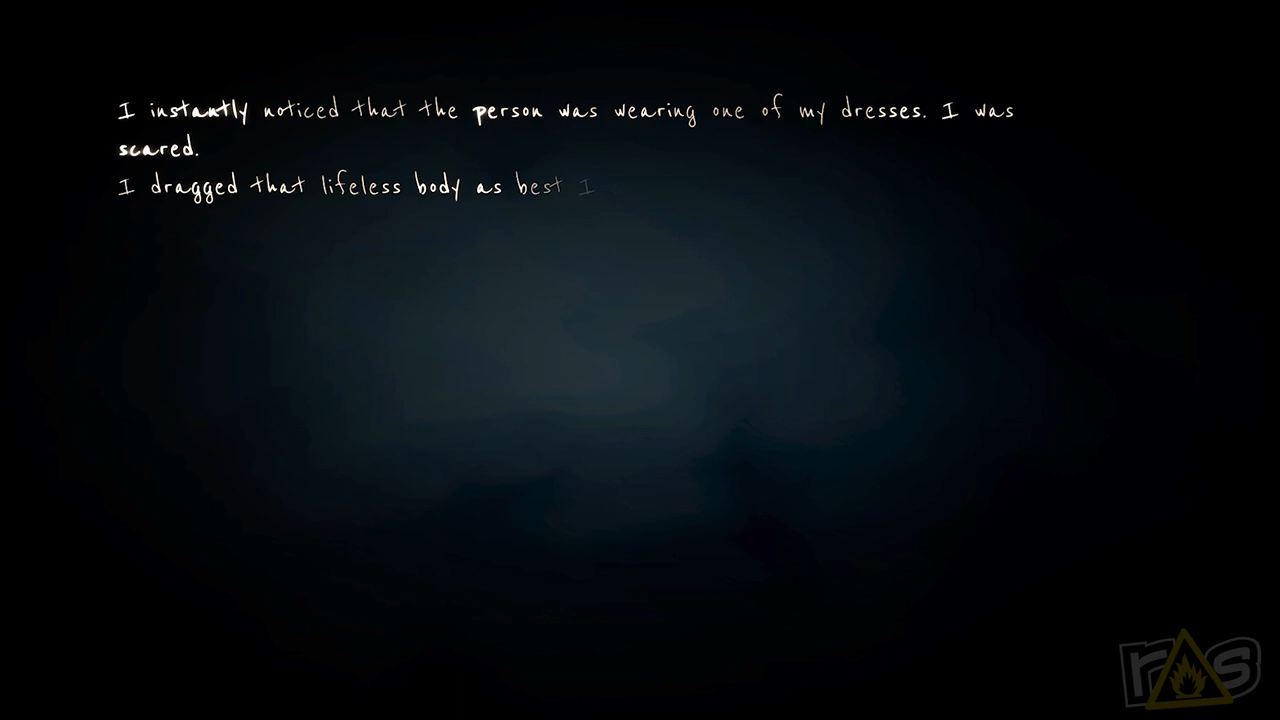 I instantly noticed that the person was wearing one of my dresses. I was
scared.
I dragged that lifeless body as best I
ras